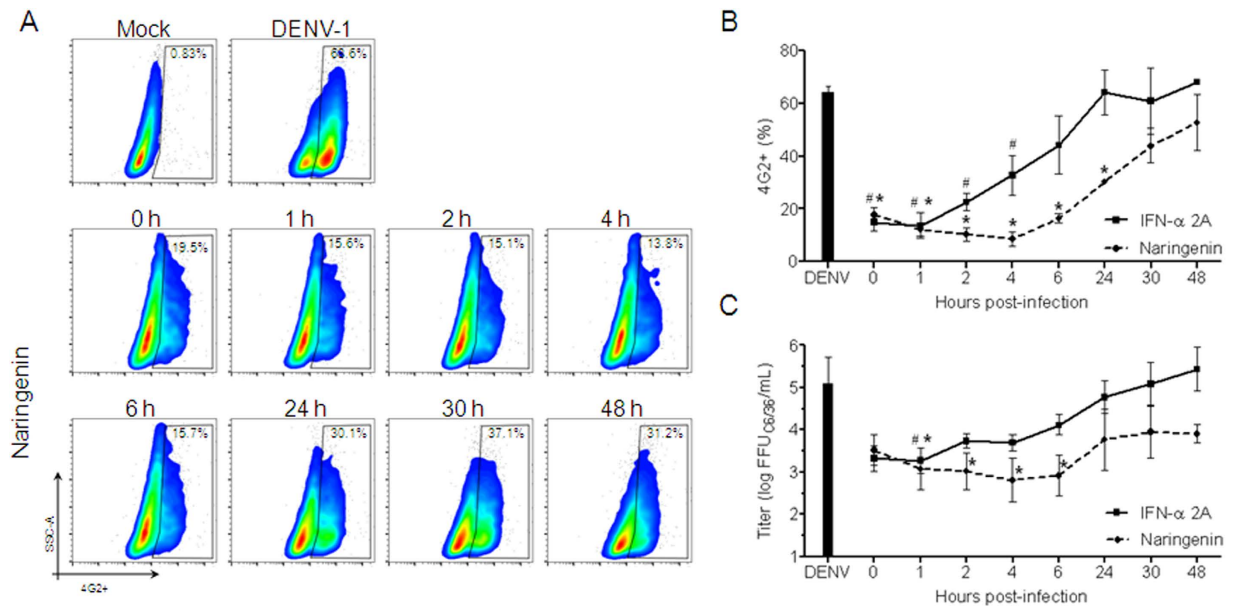 A
Mock
DENV-1
0.83%
0 h
1 h
2 h
4 h
19.5%
15.6%
15.1%
13.8%
Naringenin
6 h
24 h
30 h
48 h
15.7%
30.1%
37.1%
31.2%
SSC-A
4G2+
B
80
60
40
20
0
4G2+ (%)
# *
# *
#
*
#
*
*
*
IFN-α 2A
Naringenin
DENV 0 1 2 4 6 24 30 48
Hours post-infection
C
6
5
4
3
2
1
Titer (log FFU C6/36/mL)
# *
*
*
*
IFN-α 2A
Naringenin
DENV 0 1 2 4 6 24 30 48
Hours post-infection